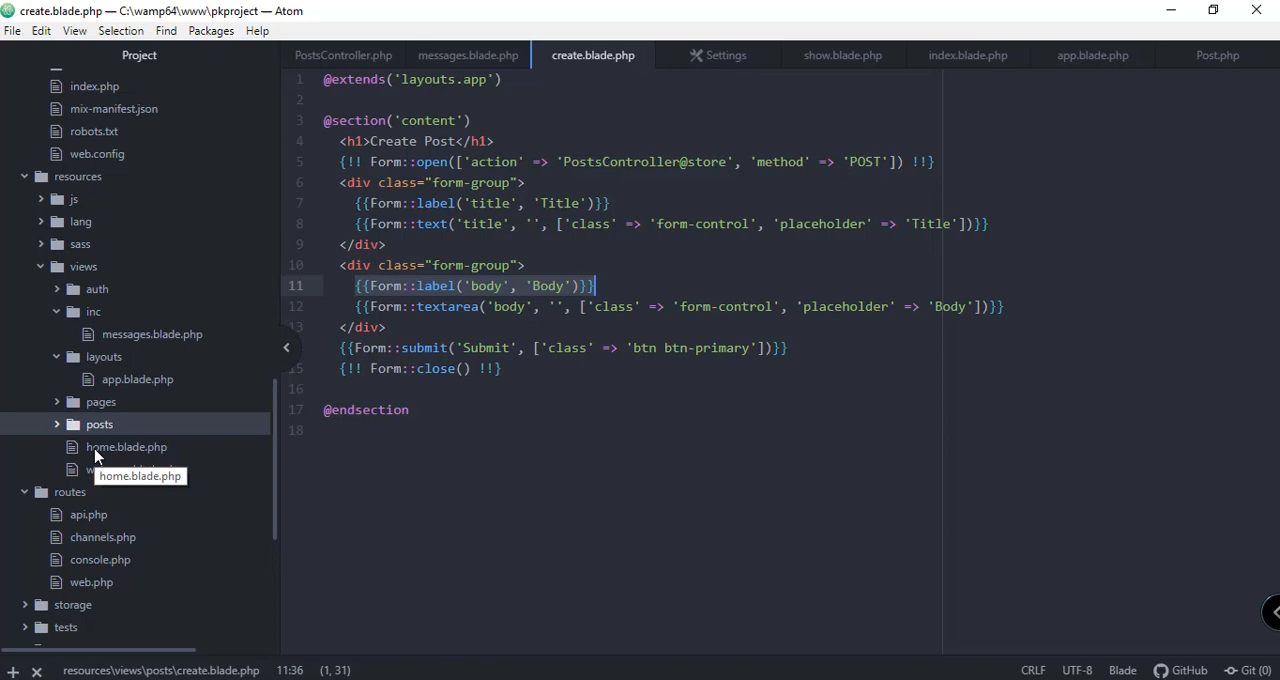 create.blade.php — C:\wamp64\www\pkproject — Atom
File Edit View Selection Find Packages Help
Project
PostsController.php messages.blade.php create.blade.php Settings show.blade.php index.blade.php app.blade.php Post.php
index.php
mix-manifest.json
robots.txt
web.config
resources
js
lang
sass
views
auth
inc
messages.blade.php
layouts
app.blade.php
pages
posts
home.blade.php
home.blade.php
routes
api.php
channels.php
console.php
web.php
storage
tests
1 @extends('layouts.app')
2
3 @section('content')
4 <h1>Create Post</h1>
5 {!! Form::open(['action' => 'PostsController@store', 'method' => 'POST']) !!}
6 <div class="form-group">
7 {{Form::label('title', 'Title')}}
8 {{Form::text('title', '', ['class' => 'form-control', 'placeholder' => 'Title'])}}
9 </div>
10 <div class="form-group">
11 {{Form::label('body', 'Body')}}
12 {{Form::textarea('body', '', ['class' => 'form-control', 'placeholder' => 'Body'])}}
13 </div>
{{Form::submit('Submit', ['class' => 'btn btn-primary'])}}
15 {!! Form::close() !!}
16
17 @endsection
18
resources\views\posts\create.blade.php 11:36 (1, 31) CRLF UTF-8 Blade GitHub Git (0)